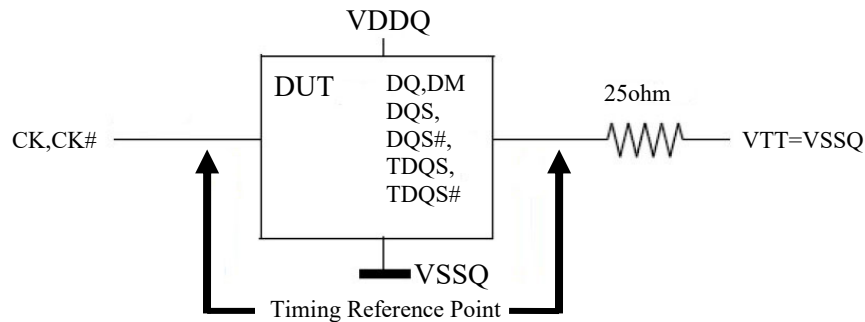 VDDQ
DUT
DQ,DM
DQS,
DQS#,
TDQS,
TDQS#
25ohm
CK,CK#
VTT=VSSQ
VSSQ
Timing Reference Point